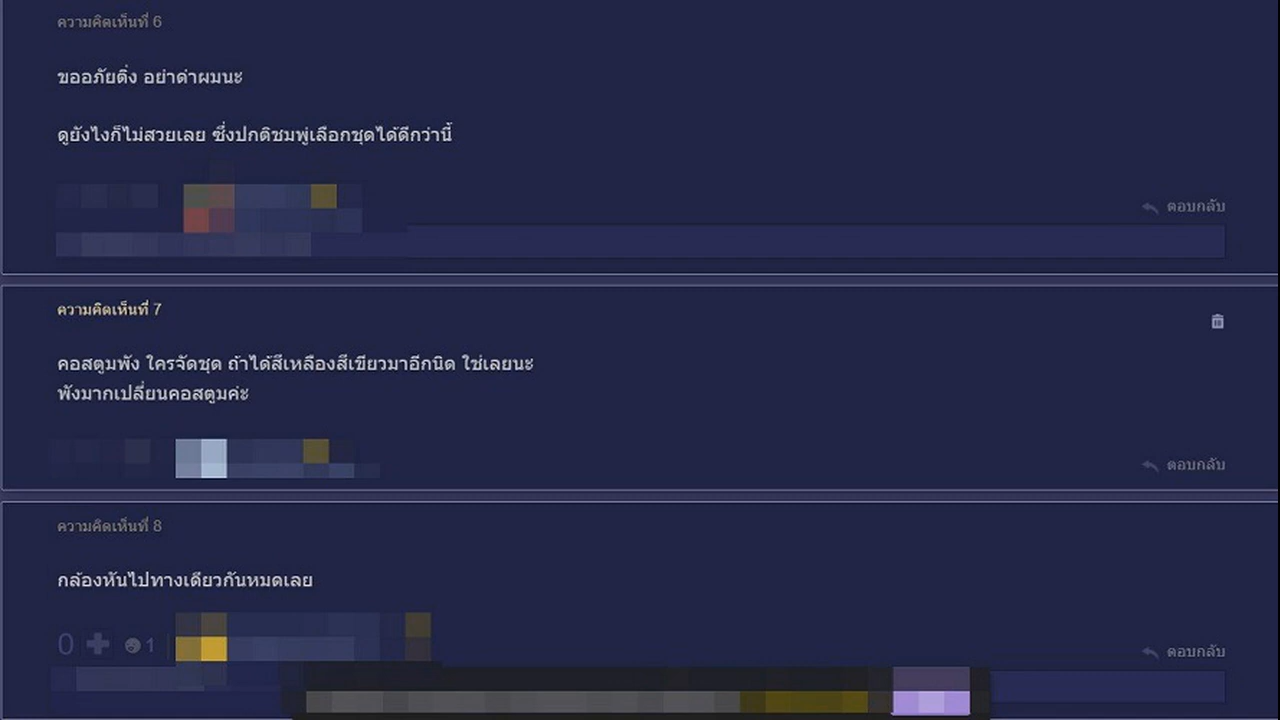 ความคิดเห็นที่ 6
ขออภัยติ่ง อย่าด่าผมนะ
ดูยังไงก็ไม่สวยเลย ซึ่งปกติชมพู่เลือกชุดได้ดีกว่านี้
ตอบกลับ
ความคิดเห็นที่ 7
คอสตูมพัง ใครจัดชุด ถ้าได้สีเหลืองสีเขียวมาอีกนิด ใช่เลยนะ
พังมากเปลี่ยนคอสตูมค่ะ
ตอบกลับ
ความคิดเห็นที่ 8
กล้องหันไปทางเดียวกันหมดเลย
0 1
ตอบกลับ